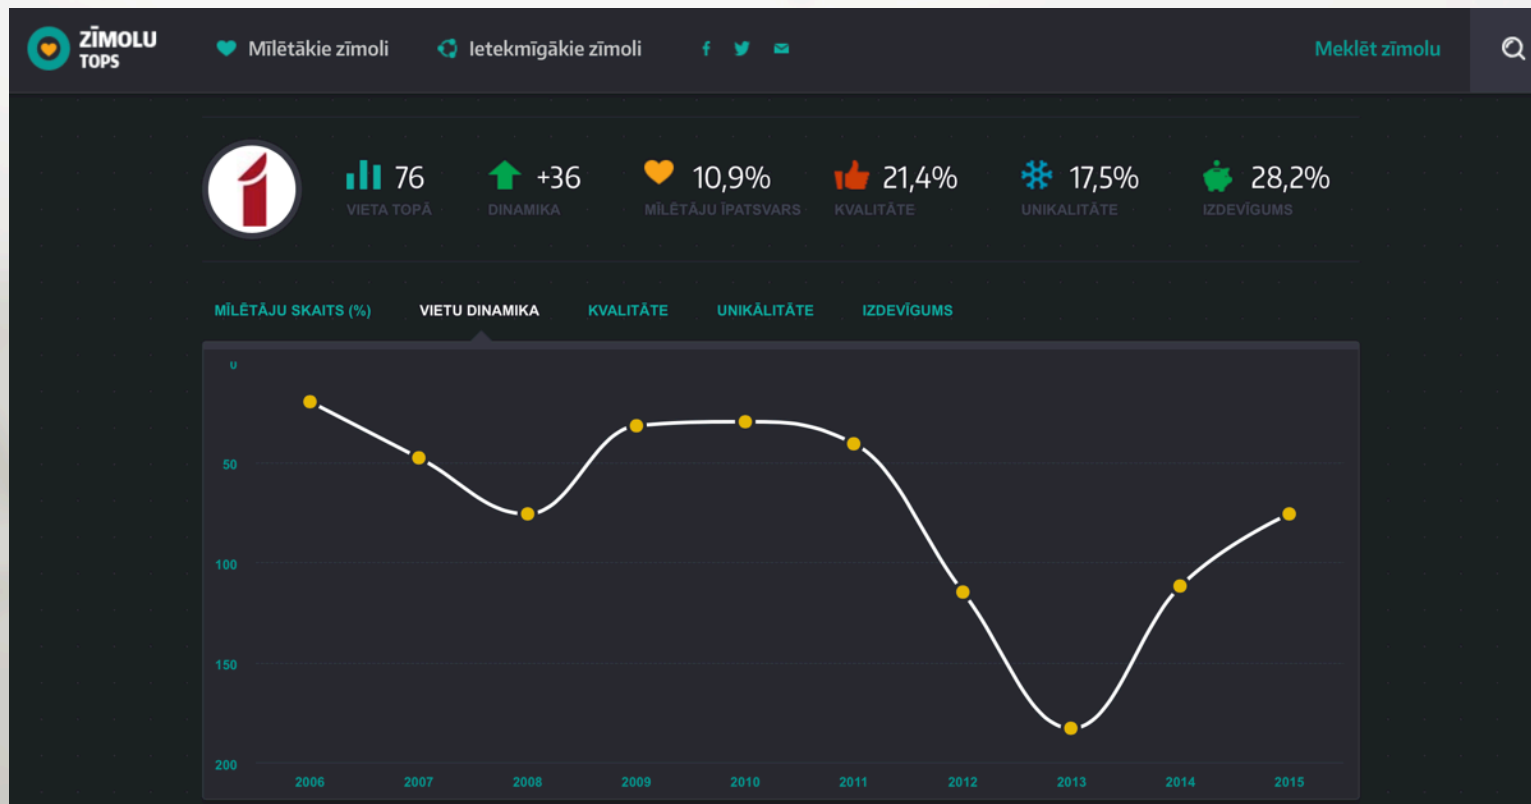 ZĪMOLU
TOPS
Mīlētākie zīmoli
Ietekmīgākie zīmoli
Meklēt zīmolu
76
VIETA TOPĀ
+36
DINAMIKA
10,9%
MĪLĒTĀJU ĪPATSVARS
21,4%
KVALITĀTE
17,5%
UNIKALITĀTE
28,2%
IZDEVĪGUMS
MĪLĒTĀJU SKAITS (%)
VIETU DINAMIKA
KVALITĀTE
UNIKĀLITĀTE
IZDEVĪGUMS
0
50
100
150
200
2006
2007
2008
2009
2010
2011
2012
2013
2014
2015